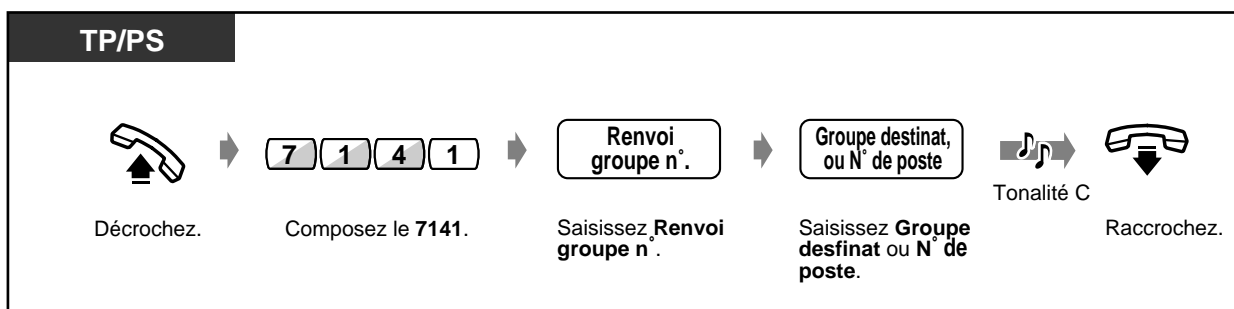 TP/PS
7 1 4 1
Renvoi
groupe n°.
Groupe destinat,
ou N° de poste
Tonalité C
Décrochez.
Composez le 7141.
Saisissez Renvoi
groupe n°.
Saisissez Groupe
desfinat ou N° de
poste.
Raccrochez.